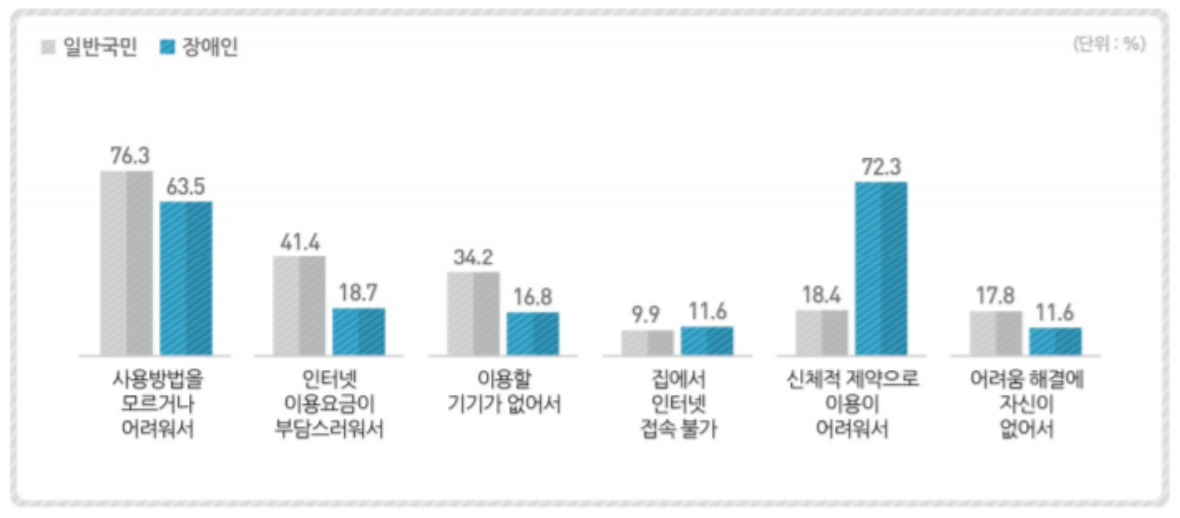 일반국민 장애인 (단위 : %)
76.3 63.5
41.4 18.7
34.2 16.8
9.9 11.6
18.4 72.3
17.8 11.6
사용방법을
모르거나
어려워서
인터넷
이용요금이
부담스러워서
이용할
기기가 없어서
집에서
인터넷
접속 불가
신체적 제약으로
이용이
어려워서
어려움 해결에
자신이
없어서